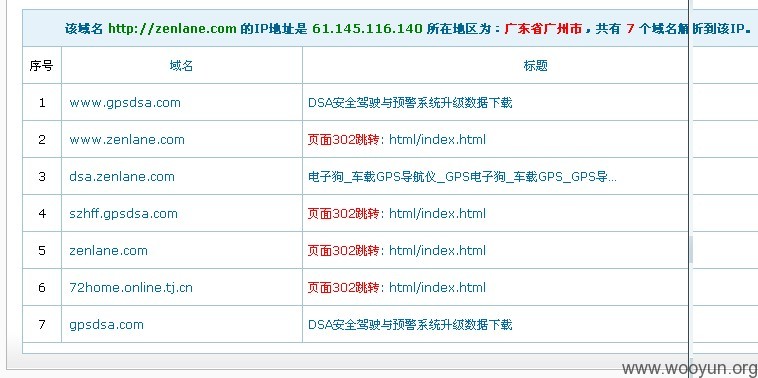 该域名 http://zenlane.com 的IP地址是 61.145.116.140 所在地区为：广东省广州市，共有 7 个域名解析到该IP。
序号 域名 标题
1 www.gpsdsa.com DSA安全驾驶与预警系统升级数据下载
2 www.zenlane.com 页面302跳转: html/index.html
3 dsa.zenlane.com 电子狗_车载GPS导航仪_GPS电子狗_车载GPS_GPS导...
4 szhff.gpsdsa.com 页面302跳转: html/index.html
5 zenlane.com 页面302跳转: html/index.html
6 72home.online.tj.cn 页面302跳转: html/index.html
7 gpsdsa.com DSA安全驾驶与预警系统升级数据下载
www.wooyun.org